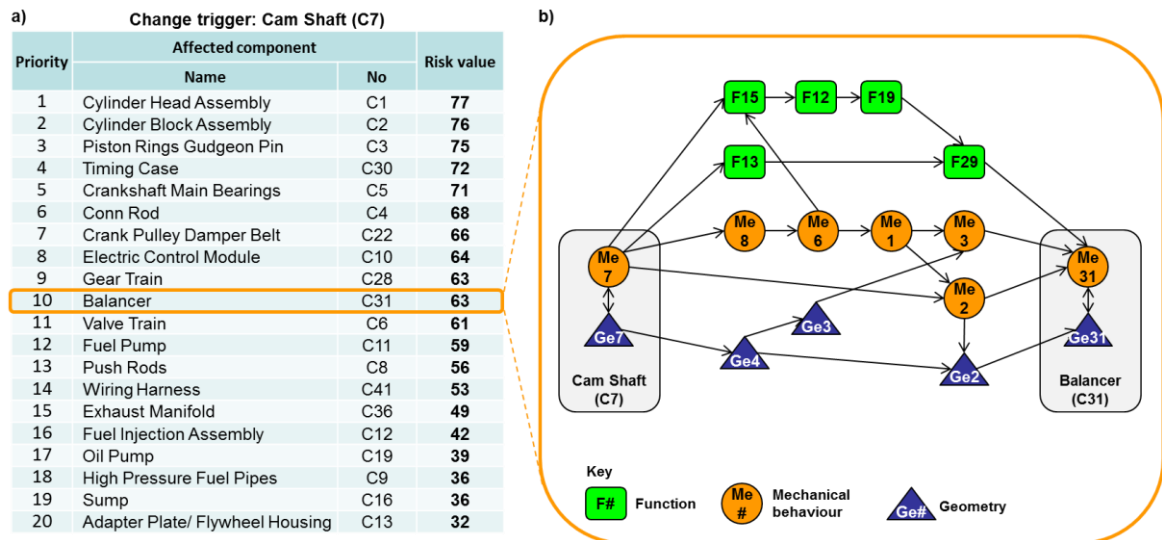 a)
Change trigger: Cam Shaft (C7)
Priority Affected component Risk value
Name No
1 Cylinder Head Assembly C1 77
2 Cylinder Block Assembly C2 76
3 Piston Rings Gudgeon Pin C3 75
4 Timing Case C30 72
5 Crankshaft Main Bearings C5 71
6 Conn Rod C4 68
7 Crank Pulley Damper Belt C22 66
8 Electric Control Module C10 64
9 Gear Train C28 63
10 Balancer C31 63
11 Valve Train C6 61
12 Fuel Pump C11 59
13 Push Rods C8 56
14 Wiring Harness C41 53
15 Exhaust Manifold C36 49
16 Fuel Injection Assembly C12 42
17 Oil Pump C19 39
18 High Pressure Fuel Pipes C9 36
19 Sump C16 36
20 Adapter Plate/ Flywheel Housing C13 32
b)
F15 F12 F19
F13 F29
Me 8
Me 6
Me 1
Me 3
Me 7
Me 31
Me 2
Ge7
Ge3
Ge31
Ge4
Ge2
Cam Shaft
(C7)
Balancer
(C31)
Key
F# Function
Me # Mechanical
behaviour
Ge# Geometry